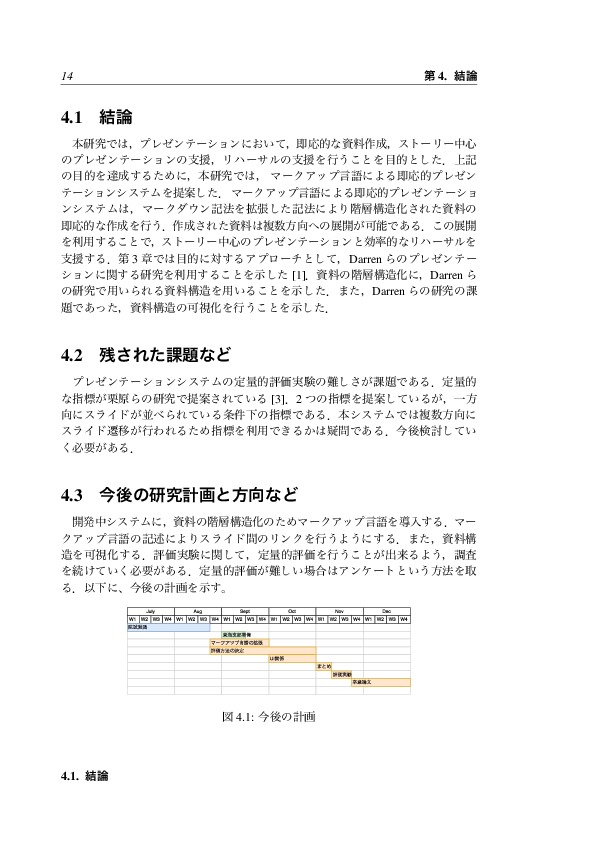 14 第 4. 結論
4.1 結論
本研究では，プレゼンテーションにおいて，即応的な資料作成，ストーリー中心
のプレゼンテーションの支援，リハーサルの支援を行うことを目的とした．上記
の目的を達成するために，本研究では， マークアップ言語による即応的プレゼン
テーションシステムを提案した． マークアップ言語による即応的プレゼンテーショ
ンシステムは，マークダウン記法を拡張した記法により階層構造化された資料の
即応的な作成を行う．作成された資料は複数方向への展開が可能である．この展開
を利用することで，ストーリー中心のプレゼンテーションと効率的なリハーサルを
支援する．第 3 章では目的に対するアプローチとして，Darren らのプレゼンテー
ションに関する研究を利用することを示した [1]．資料の階層構造化に，Darren ら
の研究で用いられる資料構造を用いることを示した．また，Darren らの研究の課
題であった，資料構造の可視化を行うことを示した．
4.2 残された課題など
プレゼンテーションシステムの定量的評価実験の難しさが課題である．定量的
な指標が栗原らの研究で提案されている [3]．2 つの指標を提案しているが，一方
向にスライドが並べられている条件下の指標である．本システムでは複数方向に
スライド遷移が行われるため指標を利用できるかは疑問である．今後検討してい
く必要がある．
4.3 今後の研究計画と方向など
開発中システムに，資料の階層構造化のためマークアップ言語を導入する．マー
クアップ言語の記述によりスライド間のリンクを行うようにする．また，資料構
造を可視化する．評価実験に関して，定量的評価を行うことが出来るよう，調査
を続けていく必要がある．定量的評価が難しい場合はアンケートという方法を取
る．以下に、今後の計画を示す。
July Aug Sept Oct Nov Dec
W1 W2 W3 W4 W1 W2 W3 W4 W1 W2 W3 W4 W1 W2 W3 W4 W1 W2 W3 W4 W1 W2 W3 W4
院試勉強
マークアップ言語の拡張
評価方法の決定
UI関係
まとめ
評価実験
卒業論文
図 4.1: 今後の計画
4.1. 結論